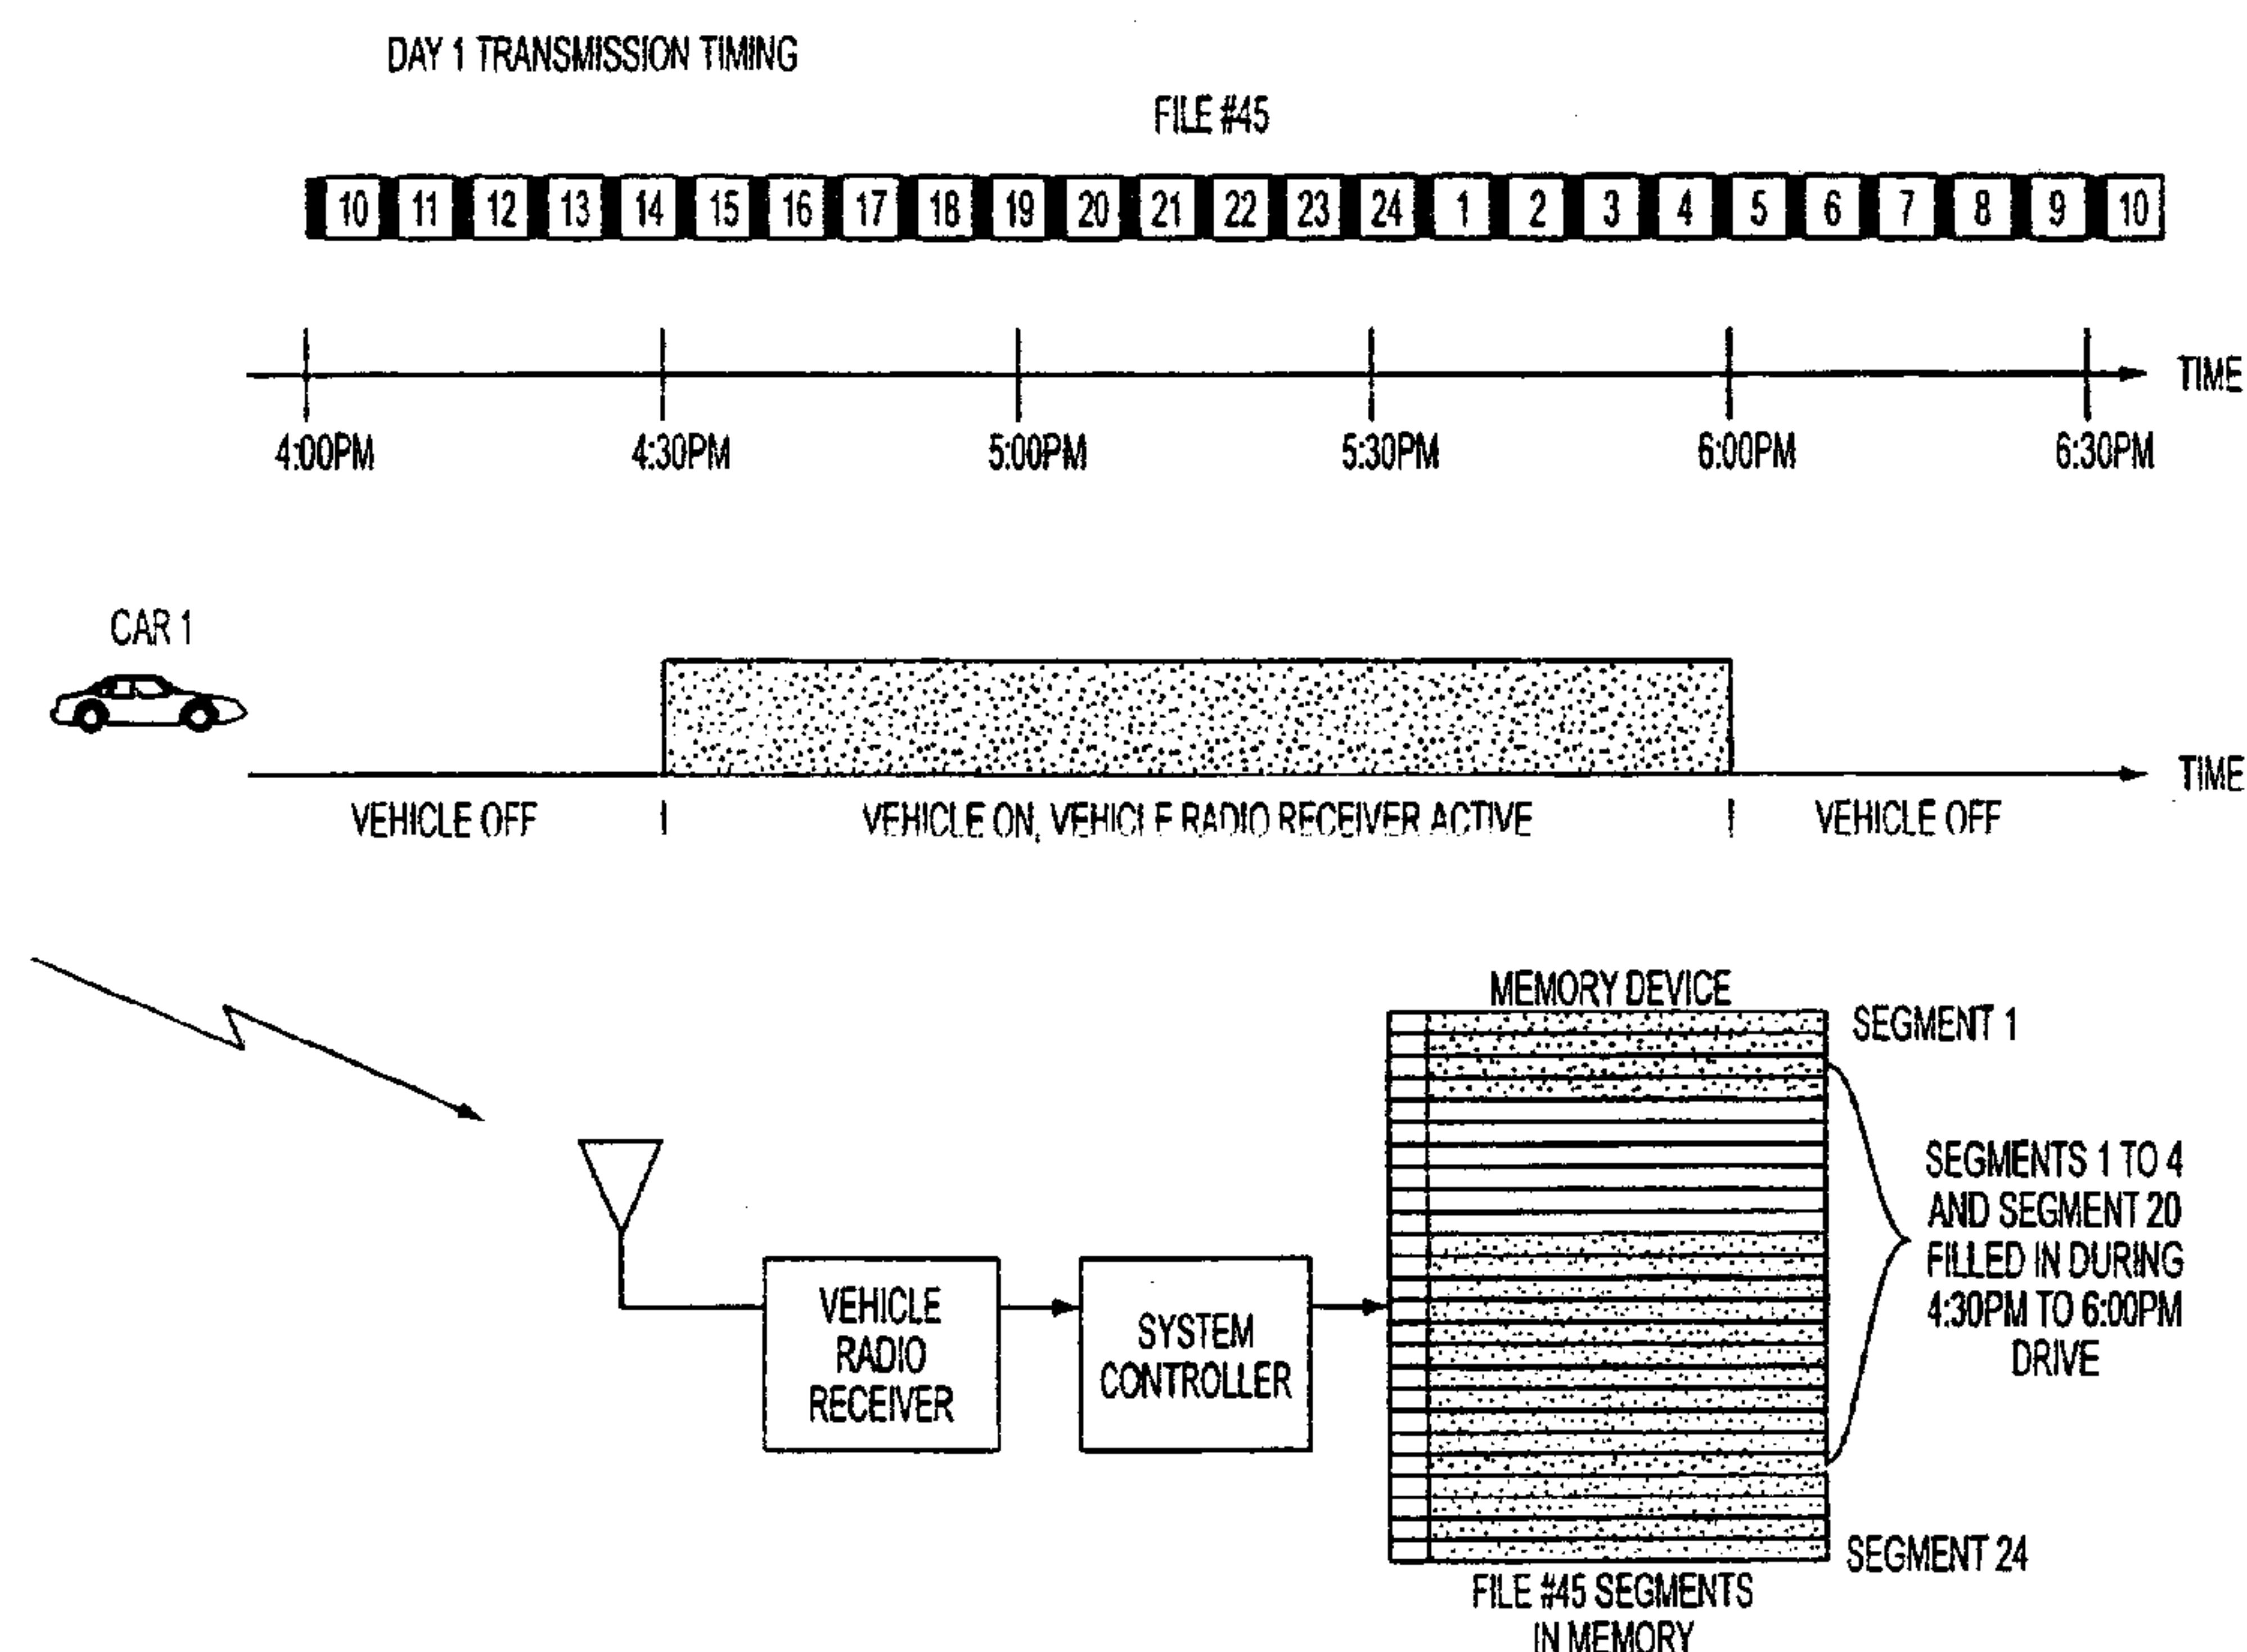 DAY 1 TRANSMISSION TIMING
FILE #45
10 11 12 13 14 15 16 17 18 19 20 21 22 23 24 1 2 3 4 5 6 7 8 9 10
TIME
4:00PM 4:30PM 5:00PM 5:30PM 6:00PM 6:30PM
CAR 1
TIME
VEHICLE OFF VEHICLE ON, VEHICLE RADIO RECEIVER ACTIVE VEHICLE OFF
MEMORY DEVICE
SEGMENT 1
SEGMENTS 1 TO 4
AND SEGMENT 20
FILLED IN DURING
4:30PM TO 6:00PM
DRIVE
VEHICLE
RADIO
RECEIVER
SYSTEM
CONTROLLER
SEGMENT 24
FILE #45 SEGMENTS
IN MEMORY